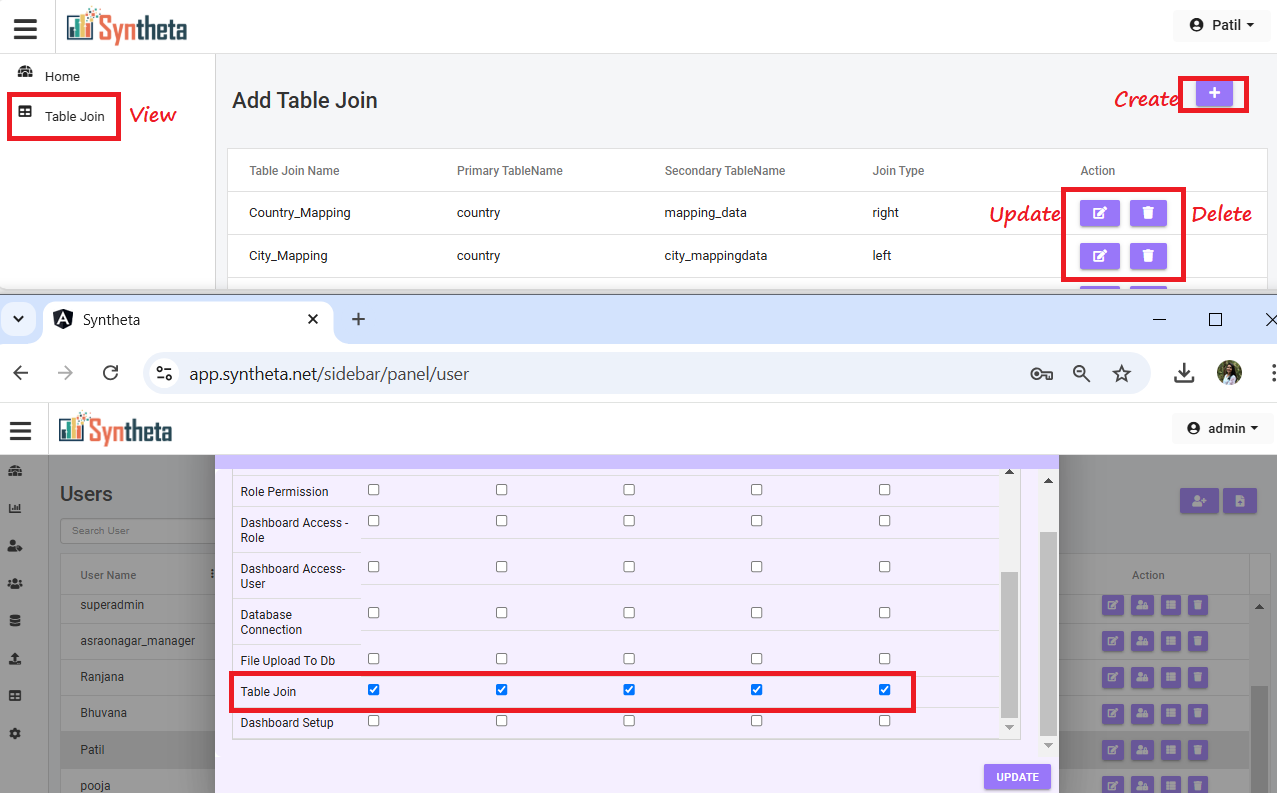 Syntheta
Patil
Home
Table Join
View
Add Table Join
Create
+
Table Join Name Primary TableName Secondary TableName Join Type Action
Country_Mapping country mapping_data right
Update
Delete
City_Mapping country city_mappingdata left
Syntheta
app.syntheta.net/sidebar/panel/user
Syntheta
admin
Users
Search User
User Name
Action
superadmin
asraonagar_manager
Ranjana
Bhuvana
Patil
pooja
Role Permission
Dashboard Access -
Role
Dashboard Access-
User
Database
Connection
File Upload To Db
Table Join
Dashboard Setup
UPDATE